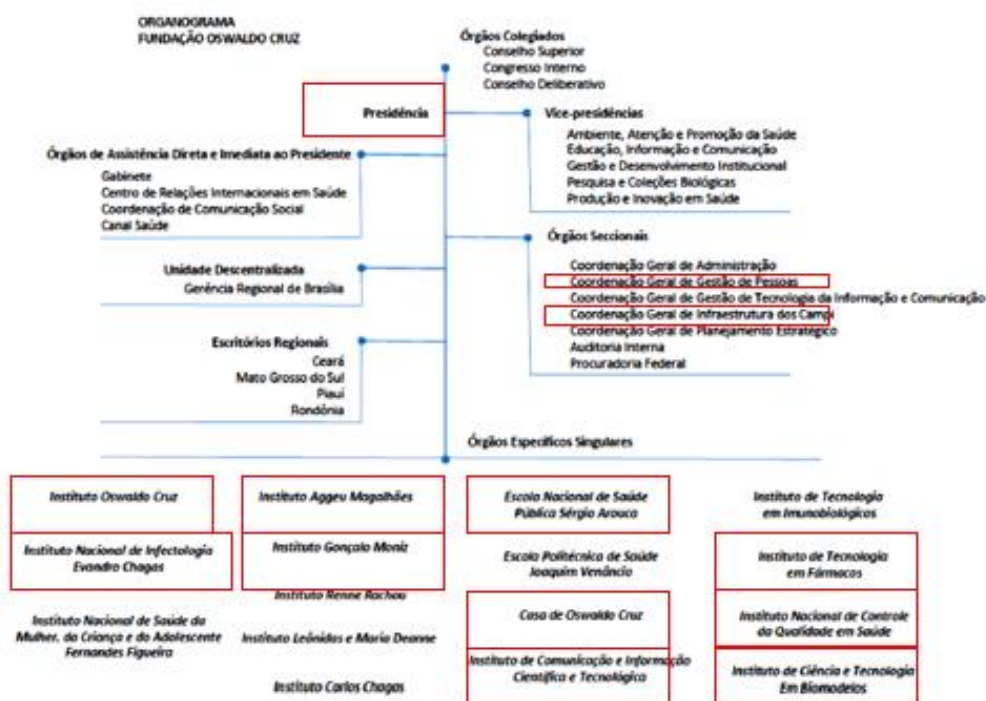 ORGANOGRAMA
FUNDAÇÃO OSWALDO CRUZ
Órgãos Colegiados
Conselho Superior
Congresso Interno
Conselho Deliberativo
Presidência
Vice-presidências
Ambiente, Atenção e Promoção da Saúde
Educação, Informação e Comunicação
Gestão e Desenvolvimento Institucional
Pesquisa e Coleções Biológicas
Produção e Inovação em Saúde
Órgãos de Assistência Direta e Imediata ao Presidente
Gabinete
Centro de Relações Internacionais em Saúde
Coordenação de Comunicação Social
Canal Saúde
Órgãos Seccionais
Coordenação Geral de Administração
Coordenação Geral de Gestão de Pessoas
Coordenação Geral de Gestão de Tecnologia da Informação e Comunicação
Coordenação Geral de Infraestrutura dos Campi
Coordenação Geral de Planejamento Estratégico
Auditoria Interna
Procuradoria Federal
Unidade Descentralizada
Gerência Regional de Brasília
Escritórios Regionais
Ceará
Mato Grosso do Sul
Piauí
Rondônia
Órgãos Específicos Singulares
Instituto Oswaldo Cruz
Instituto Nacional de Infectologia
Evandro Chagas
Instituto Nacional de Saúde da
Mulher, da Criança e do Adolescente
Fernandes Figueira
Instituto Aggeu Magalhães
Instituto Gonçalo Moniz
Instituto Renne Rachou
Instituto Leônidas e Maria Deanne
Instituto Carlos Chagas
Escola Nacional de Saúde
Pública Sérgio Arouca
Escola Politécnica de Saúde
Joaquim Venâncio
Casa de Oswaldo Cruz
Instituto de Comunicação e Informação
Científica e Tecnológica
Instituto de Tecnologia
em Imunobiológicos
Instituto de Tecnologia
em Fármacos
Instituto Nacional de Controle
da Qualidade em Saúde
Instituto de Ciência e Tecnologia
Em Biomodelos